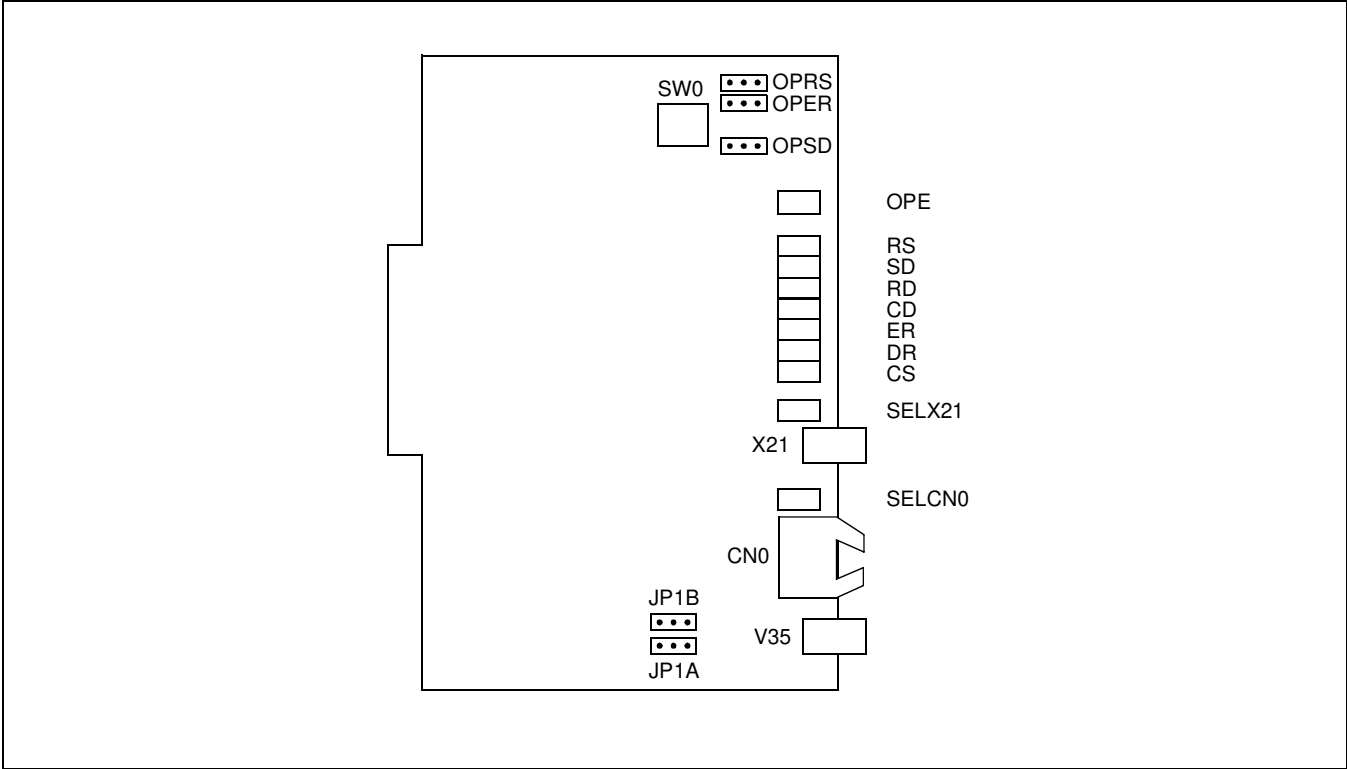 OPRS
SW0
OPER
OPSD
OPE
RS
SD
RD
CD
ER
DR
CS
SELX21
X21
SELCN0
CN0
JP1B
V35
JP1A